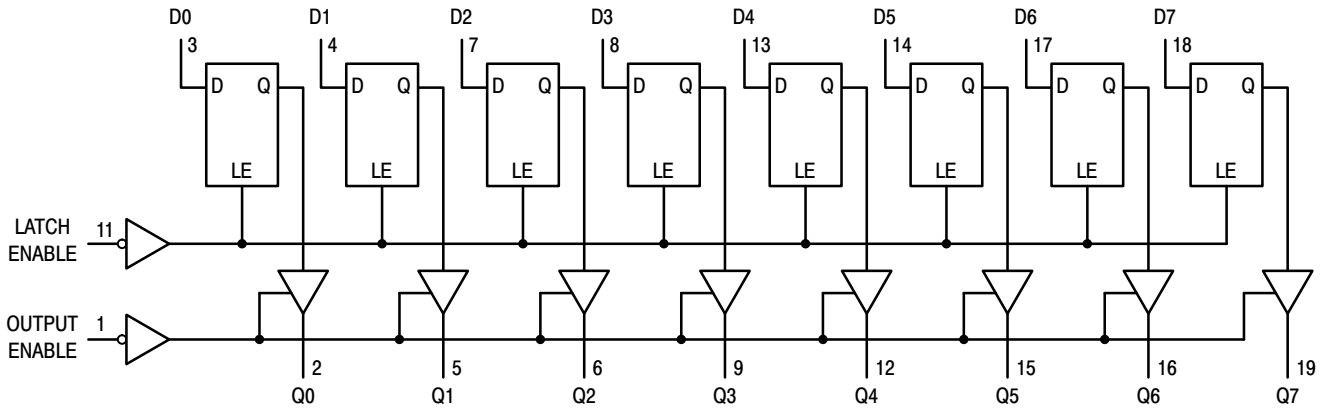 D0 D1 D2 D3 D4 D5 D6 D7
3 4 7 8 13 14 17 18
D Q D Q D Q D Q D Q D Q D Q D Q
LE LE LE LE LE LE LE LE
LATCH 11
ENABLE
OUTPUT 1
ENABLE
2 5 6 9 12 15 16 19
Q0 Q1 Q2 Q3 Q4 Q5 Q6 Q7